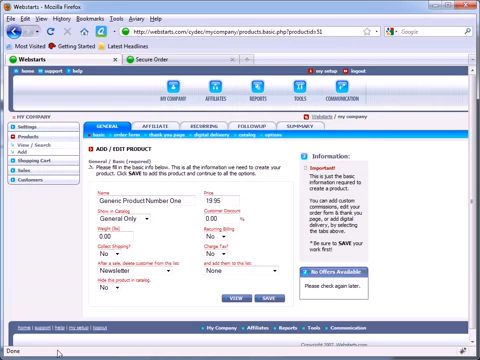 Webstarts - Mozilla Firefox
File Edit View History Bookmarks Tools Aviary Help
http://webstarts.com/cydec/mycompany/products.basic.php?productid=51
Google
Most Visited Getting Started Latest Headlines
Webstarts Secure Order
home support help my setup logout
MY COMPANY AFFILIATES REPORTS TOOLS COMMUNICATION
MY COMPANY
Webstarts / my company
Settings
Products
View / Search
Add
Shopping Cart
Sales
Customers
GENERAL AFFILIATE RECURRING FOLLOWUP SUMMARY
basic order form thank you page digital delivery catalog options
ADD / EDIT PRODUCT
General / Basic (required)
Please fill in the basic info below. This is all the information we need to create your
product. Click SAVE to add this product and continue to all the options.
Name Price
Generic Product Number One 19.95
Show in Catalog Customer Discount
General Only 0.00 %
Weight (lbs) Recurring Billing
0.00 No
Collect Shipping? Charge Tax?
No No
After a sale, delete customer from this list: and add them to this list:
Newsletter None
Hide this product in catalog.
No
VIEW SAVE
Information:
Important!
This is just the
basic information
required to create a
product.
You can add
custom
commissions, edit
your order form &
thank you page,
or add digital
delivery, by
selecting the
tabs above.
* Be sure to SAVE
your work first!
No Offers Available
Please check again later.
home | support | help | my setup | logout
My Company Affiliates Reports Tools Communication
Copyright 2007
Done